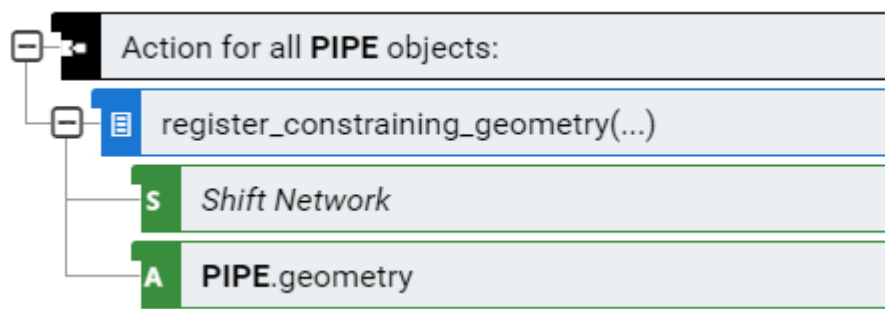 Action for all PIPE objects:
register_constraining_geometry(...)
S Shift Network
A PIPE.geometry